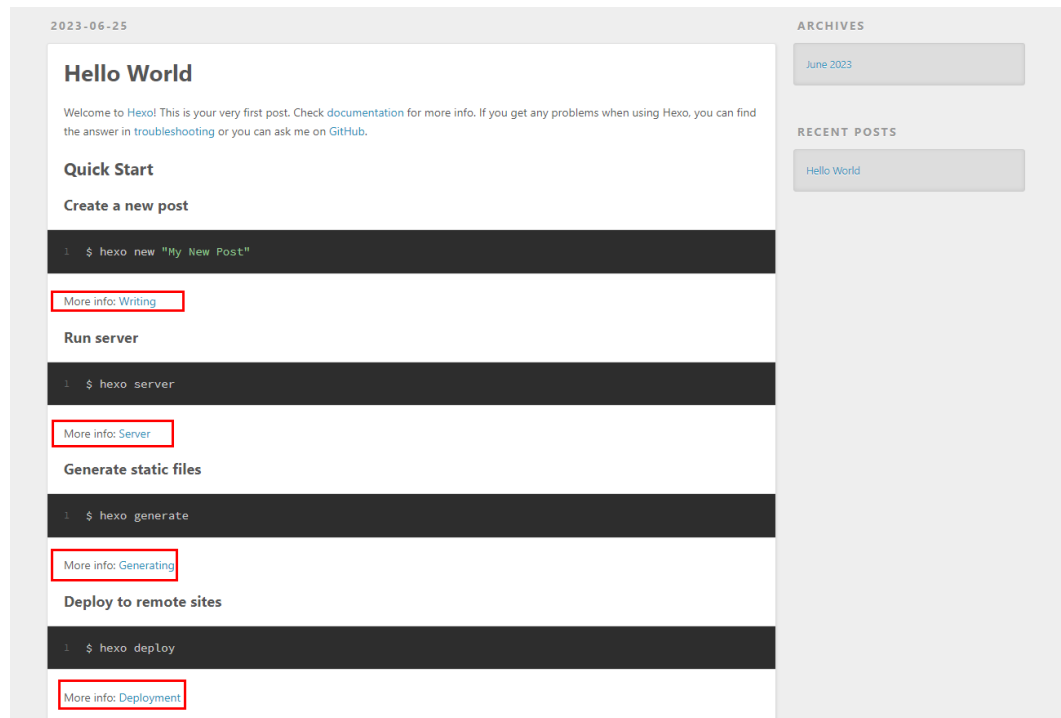 2023-06-25
Hello World
Welcome to Hexo! This is your very first post. Check documentation for more info. If you get any problems when using Hexo, you can find
the answer in troubleshooting or you can ask me on GitHub.
Quick Start
Create a new post
1 $ hexo new "My New Post"
More info: Writing
Run server
1 $ hexo server
More info: Server
Generate static files
1 $ hexo generate
More info: Generating
Deploy to remote sites
1 $ hexo deploy
More info: Deployment
ARCHIVES
June 2023
RECENT POSTS
Hello World